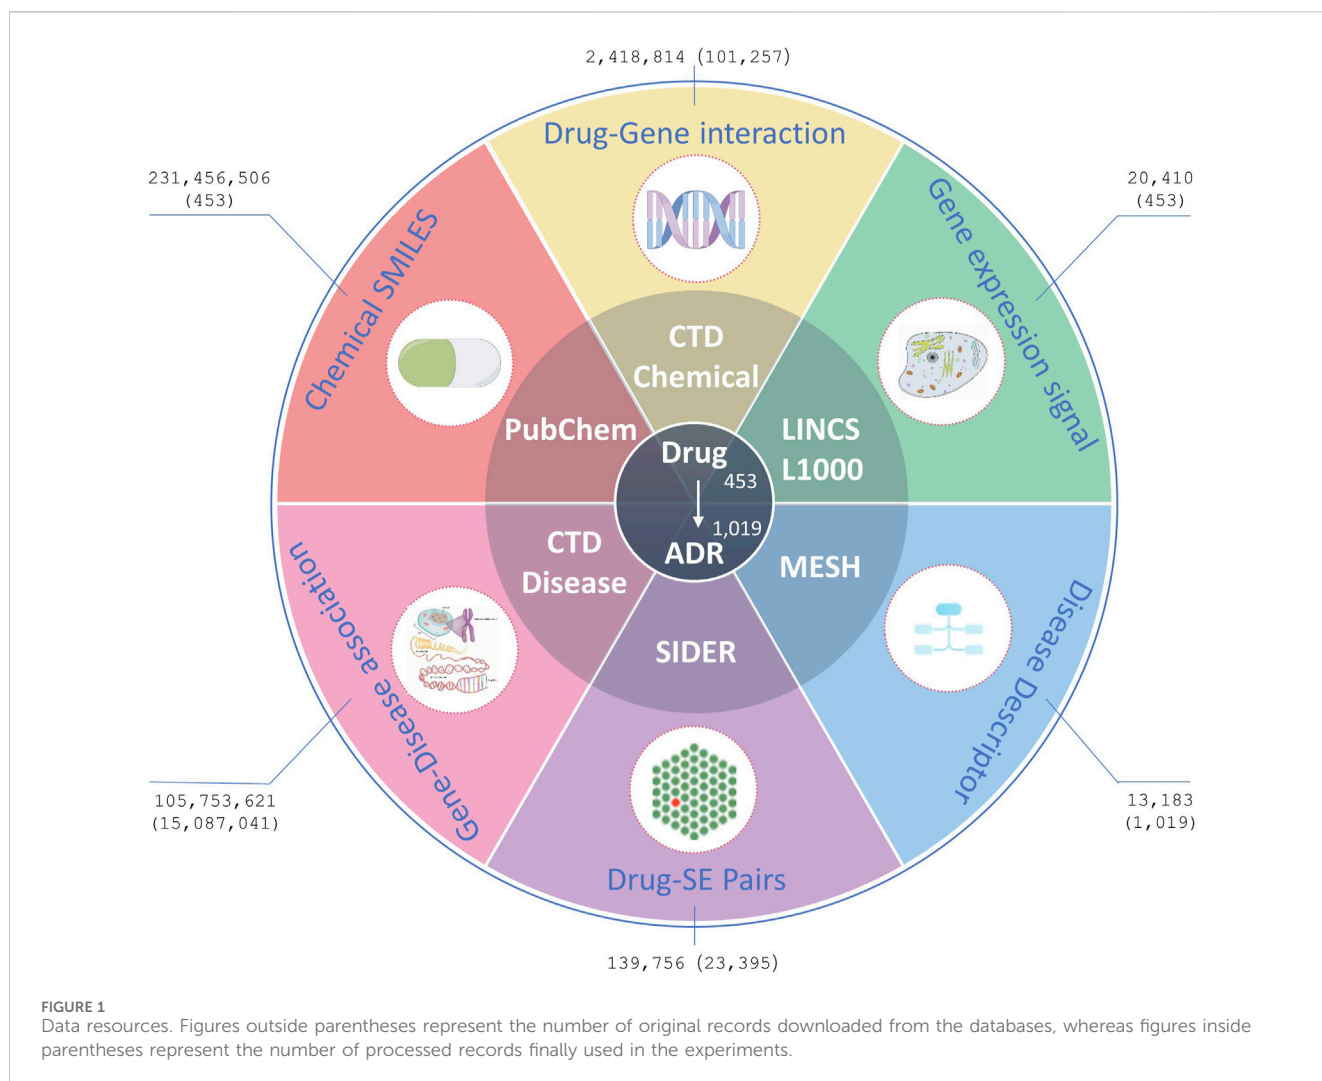 2,418,814 (101,257)
Drug-Gene interaction
231,456,506
(453)
Chemical SMILES
20,410
(453)
Gene expression signal
CTD
Chemical
PubChem
LINCS
L1000
Drug
453
1,019
ADR
CTD
Disease
MESH
SIDER
Gene-Disease association
Disease Descriptor
105,753,621
(15,087,041)
13,183
(1,019)
Drug-SE Pairs
139,756 (23,395)
FIGURE 1
Data resources. Figures outside parentheses represent the number of original records downloaded from the databases, whereas figures inside
parentheses represent the number of processed records finally used in the experiments.